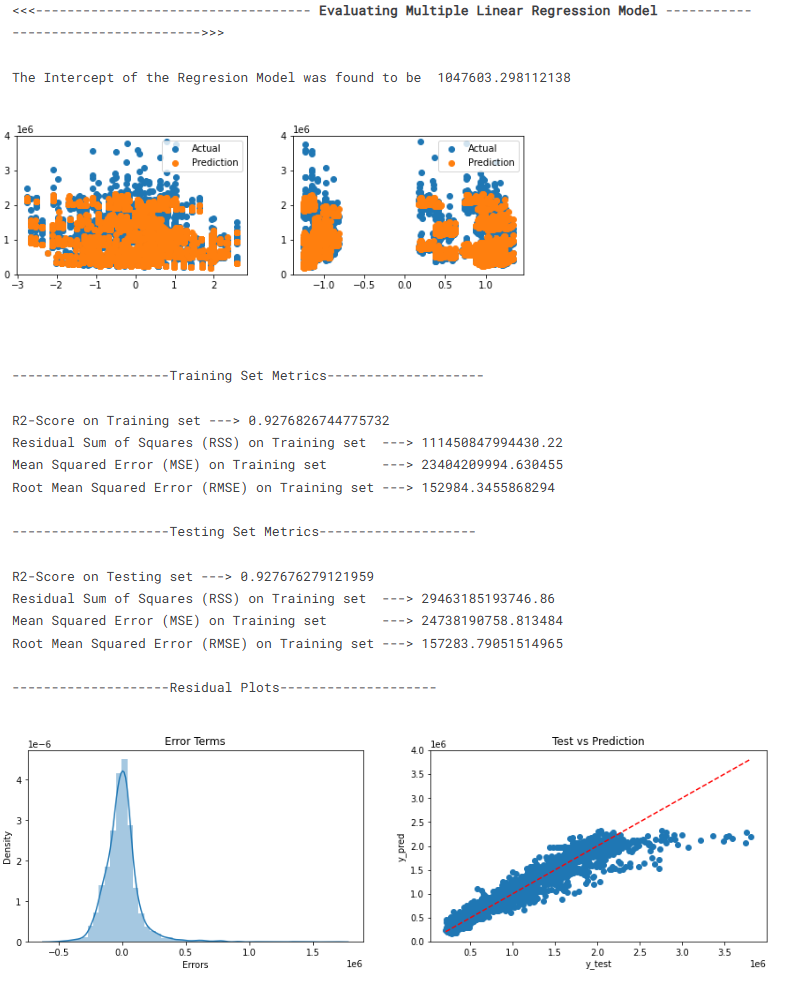 <<<----------------------------------- Evaluating Multiple Linear Regression Model -----------
------------------------>>>
The Intercept of the Regresion Model was found to be  1047603.298112138
1e6
4
3
2
1
0
−3 −2 −1 0 1 2
Actual
Prediction
1e6
4
3
2
1
0
−1.0 −0.5 0.0 0.5 1.0
Actual
Prediction
--------------------Training Set Metrics--------------------
R2-Score on Training set ---> 0.9276826744775732
Residual Sum of Squares (RSS) on Training set  ---> 111450847994430.22
Mean Squared Error (MSE) on Training set       ---> 23404209994.630455
Root Mean Squared Error (RMSE) on Training set ---> 152984.3455868294
--------------------Testing Set Metrics--------------------
R2-Score on Testing set ---> 0.927676279121959
Residual Sum of Squares (RSS) on Training set  ---> 29463185193746.86
Mean Squared Error (MSE) on Training set       ---> 24738190758.813484
Root Mean Squared Error (RMSE) on Training set ---> 157283.79051514965
--------------------Residual Plots--------------------
1e−6
Error Terms
4
3
2
1
0
Density
−0.5 0.0 0.5 1.0 1.5
Errors
1e6
1e6
Test vs Prediction
4.0
3.5
3.0
2.5
2.0
1.5
1.0
0.5
0.0
y_pred
0.5 1.0 1.5 2.0 2.5 3.0 3.5
y_test
1e6